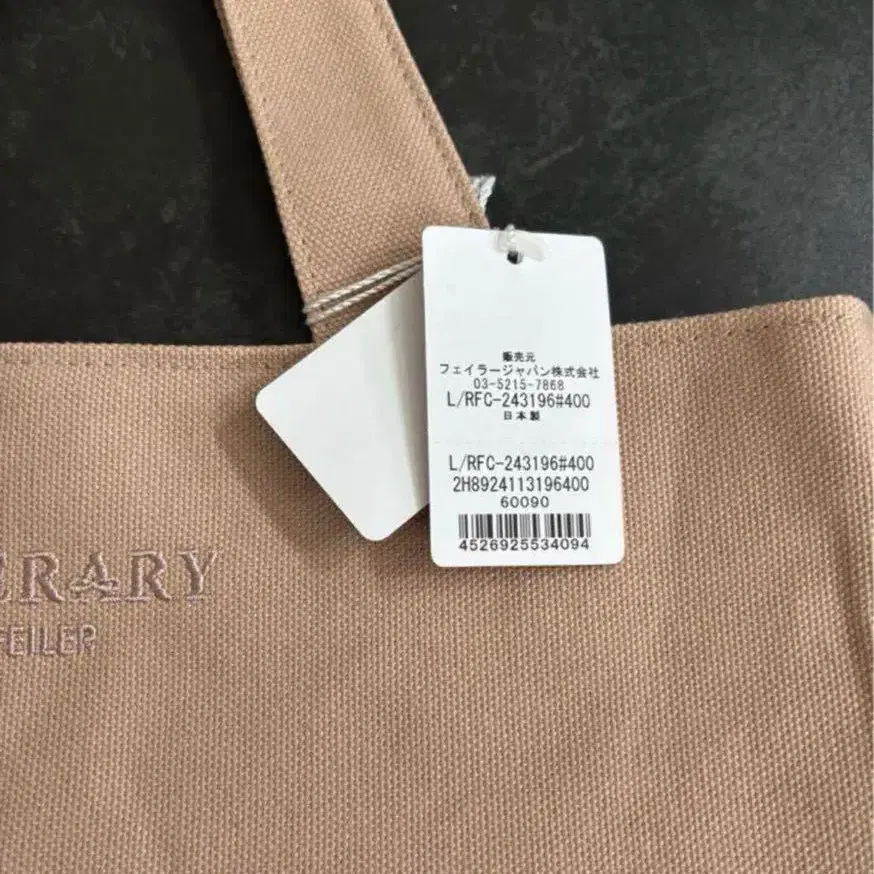 販売元
フェイラージャパン株式会社
03-5215-7868
L/RFC-243196#400
日本製
L/RFC-243196#400
2H8924113196400
60090
4526925534094
ERARY
FEILER